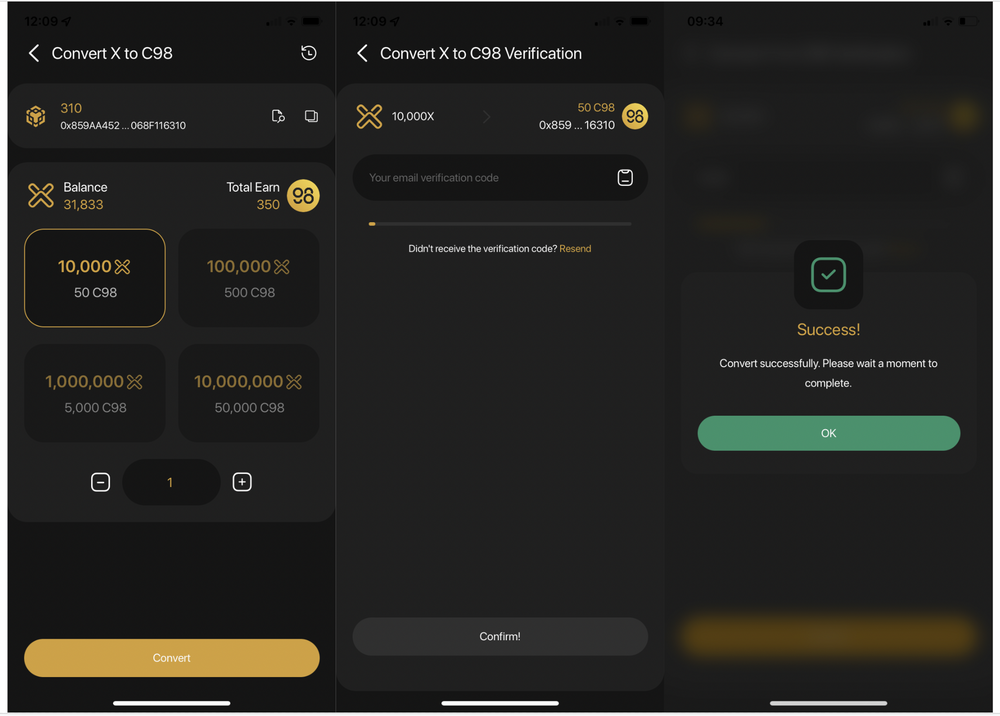 12:09
Convert X to C98
310
0x859AA452 ... 068F116310
Balance
31,833
Total Earn
350
98
10,000
50 C98
100,000
500 C98
1,000,000
5,000 C98
10,000,000
50,000 C98
1
Convert
12:09
Convert X to C98 Verification
10,000X
50 C98
0x859 ... 16310
98
Your email verification code
Didn't receive the verification code? Resend
Confirm!
09:34
Success!
Convert successfully. Please wait a moment to
complete.
OK